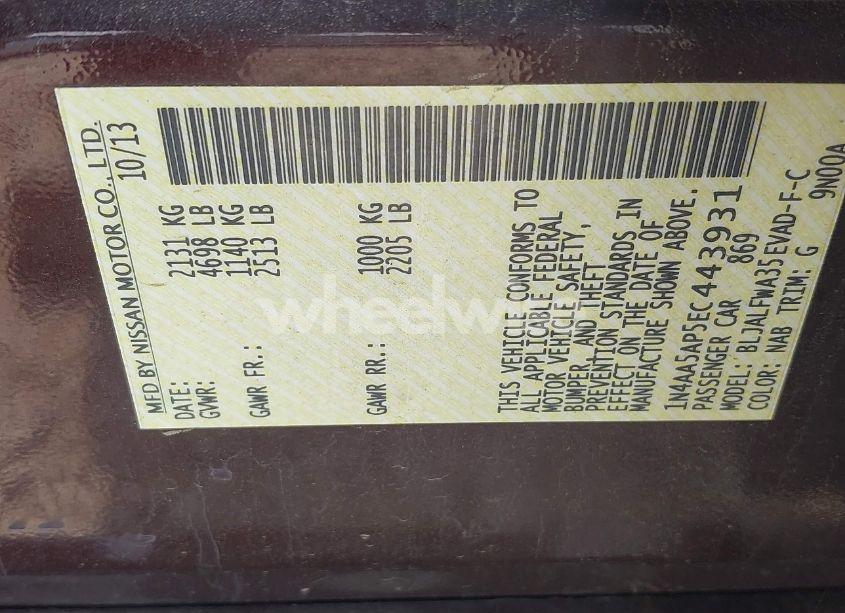 MFD BY NISSAN MOTOR CO., LTD.
DATE: 10/13
GVWR: 2131 KG
4698 LB
GAWR FR.: 1140 KG
2513 LB
GAWR RR.: 1000 KG
2205 LB
THIS VEHICLE CONFORMS TO
ALL APPLICABLE FEDERAL
MOTOR VEHICLE SAFETY,
BUMPER, AND THEFT
PREVENTION STANDARDS IN
EFFECT ON THE DATE OF
MANUFACTURE SHOWN ABOVE.
1N4AA5AP5EC443931
PASSENGER CAR 869
MODEL: BLJALFWA35EVAD-F-C
COLOR: NAB TRIM: G 9N00A